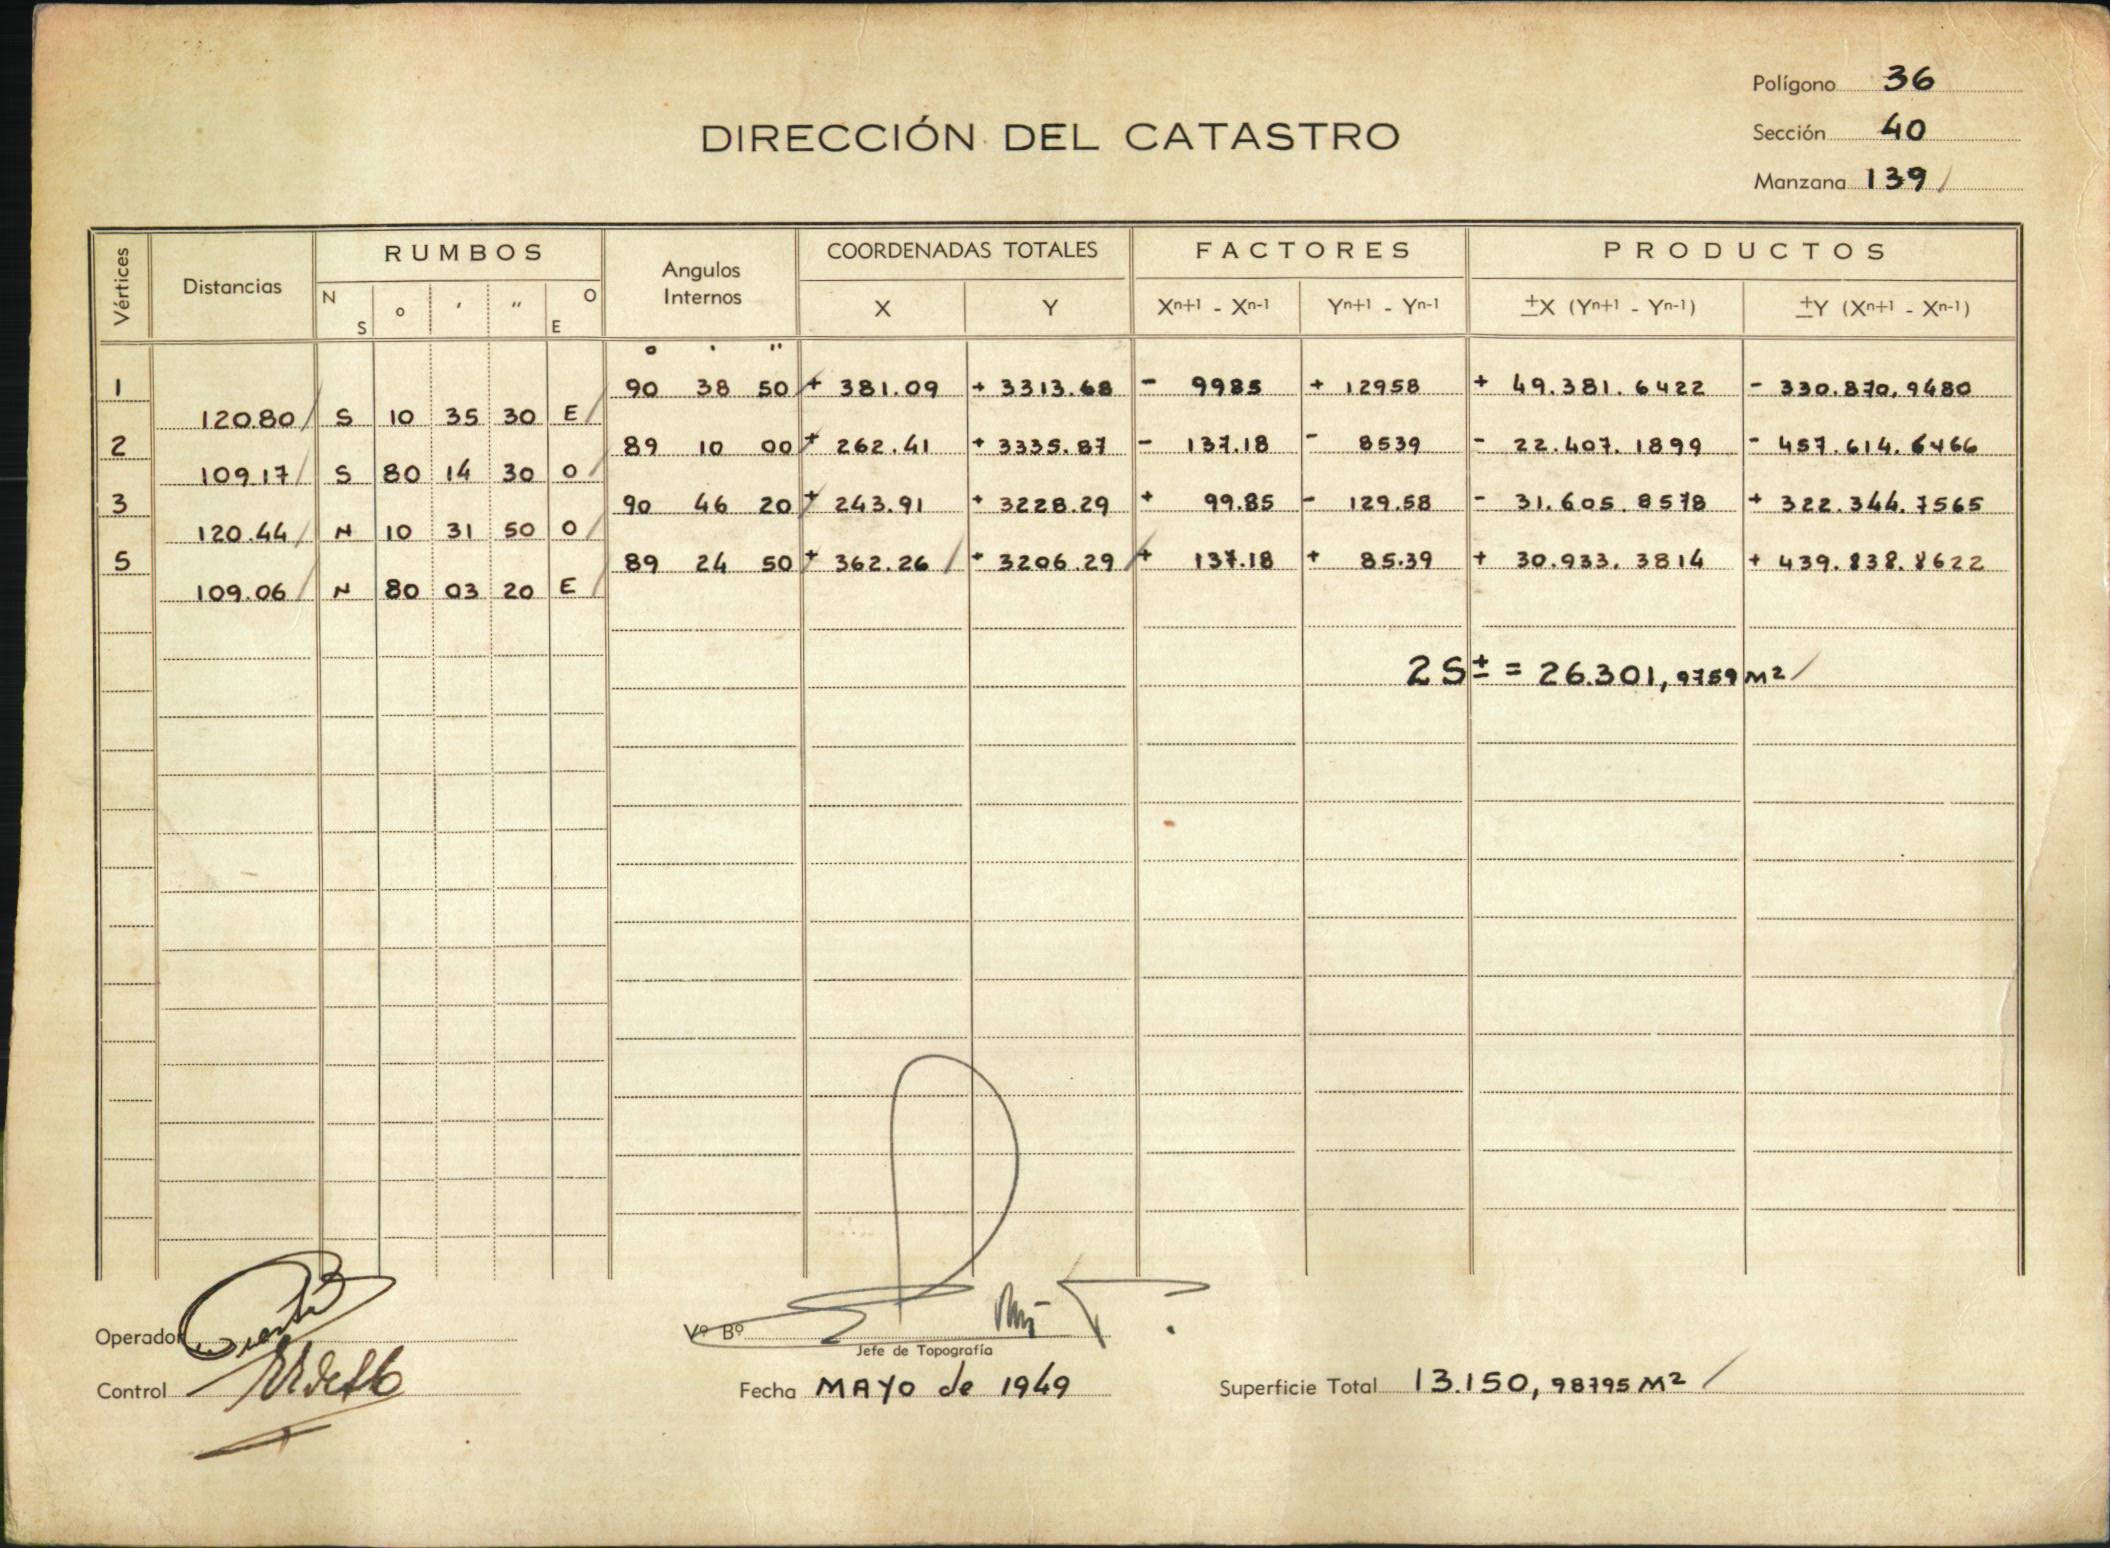 Polígono 36
DIRECCIÓN DEL CATASTRO
Sección 40
Manzana 139 /
Vértices Distancias RUMBOS Angulos Internos COORDENADAS TOTALES FACTORES PRODUCTOS
N S ° ' " O E X Y Xn+1 - Xn-1 Yn+1 - Yn-1 ±X (Yn+1 - Yn-1) ±Y (Xn+1 - Xn-1)
° ' "
1 90 38 50 + 381.09 + 3313.68 - 9985 + 12958 + 49.381.6422 - 330.870,9480
120.80 / S 10 35 30 E /
2 89 10 00 + 262.41 + 3335.87 - 137.18 - 8539 - 22.407.1899 - 457.614.6466
109.17 / S 80 14 30 O /
3 90 46 20 + 243.91 + 3228.29 + 99.85 - 129.58 - 31.605.8578 + 322.344.7565
120.44 / N 10 31 50 O /
5 89 24 50 + 362.26 / + 3206.29 / + 137.18 + 85.39 + 30.933.3814 + 439.838.8622
109.06 / N 80 03 20 E /
2S± = 26.301,9759 M² /
Operador
Vº Bº
Jefe de Topografía
Control
Fecha MAYO de 1949
Superficie Total 13.150,98795 M² /